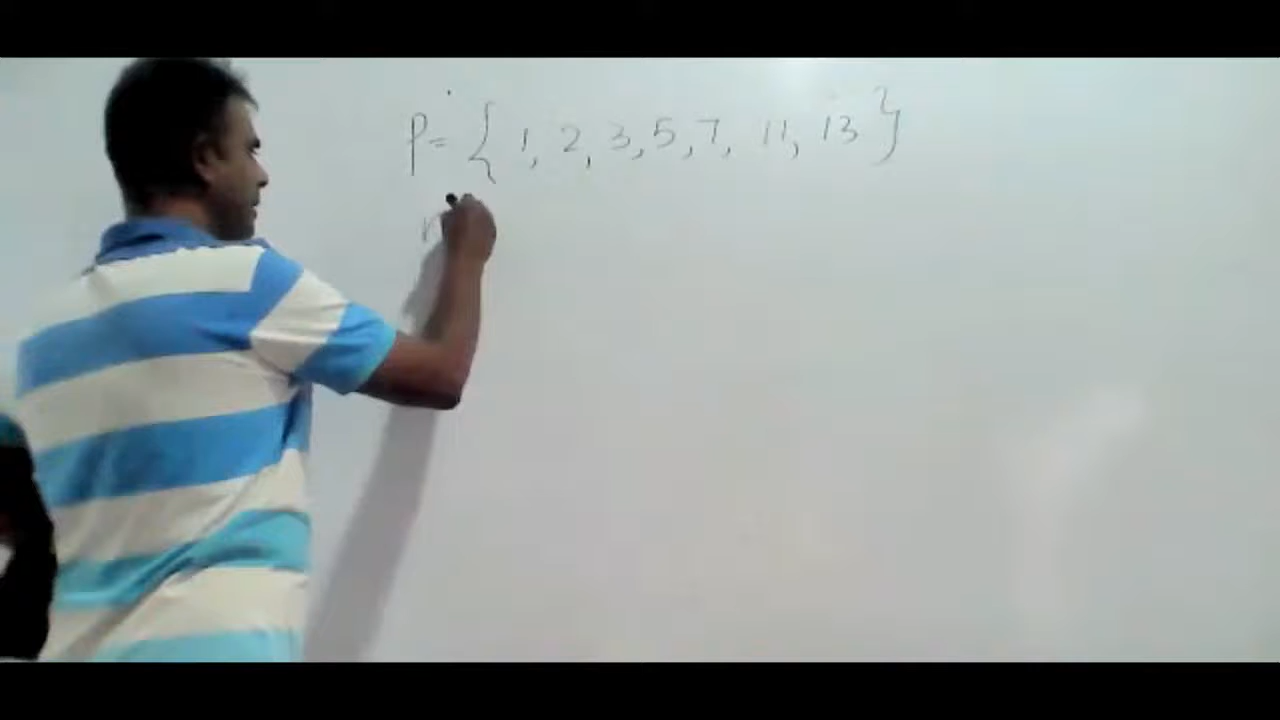 P= { 1, 2, 3, 5, 7, 11, 13 }